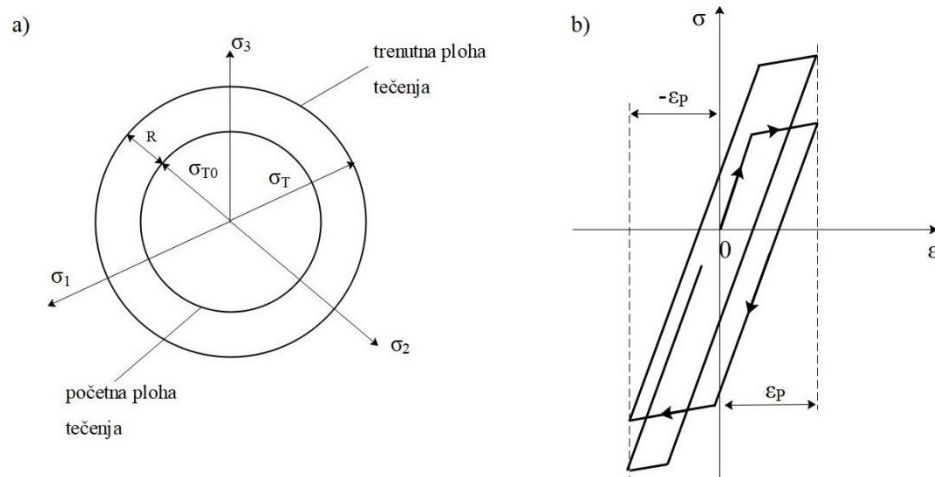 a)
σ3
trenutna ploha
tečenja
R
σT0
σT
σ1
σ2
početna ploha
tečenja
b)
σ
-εP
0
ε
εP